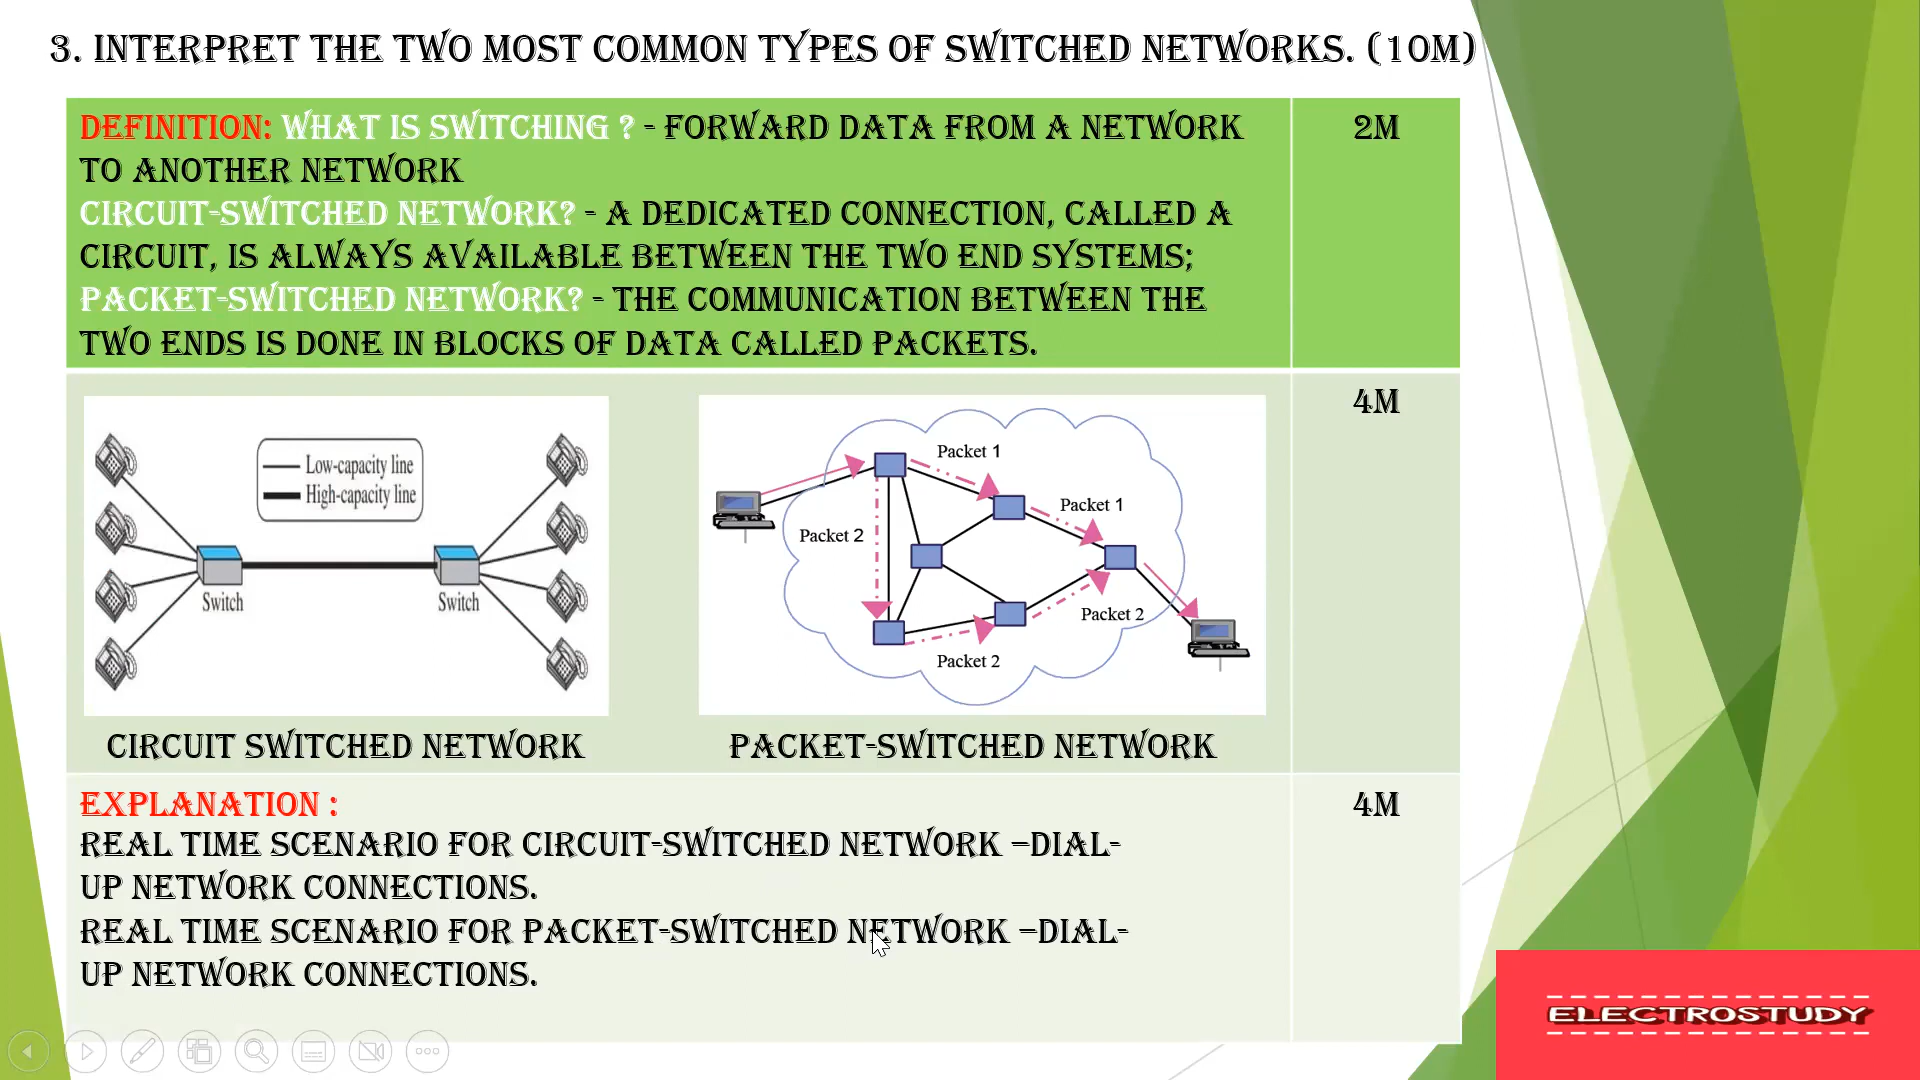 3. INTERPRET THE TWO MOST COMMON TYPES OF SWITCHED NETWORKS. (10M)
DEFINITION: WHAT IS SWITCHING ? - FORWARD DATA FROM A NETWORK
TO ANOTHER NETWORK
CIRCUIT-SWITCHED NETWORK? - A DEDICATED CONNECTION, CALLED A
CIRCUIT, IS ALWAYS AVAILABLE BETWEEN THE TWO END SYSTEMS;
PACKET-SWITCHED NETWORK? - THE COMMUNICATION BETWEEN THE
TWO ENDS IS DONE IN BLOCKS OF DATA CALLED PACKETS.
2M
Low-capacity line
High-capacity line
Switch
Switch
CIRCUIT SWITCHED NETWORK
Packet 1
Packet 1
Packet 2
Packet 2
Packet 2
PACKET-SWITCHED NETWORK
4M
EXPLANATION :
REAL TIME SCENARIO FOR CIRCUIT-SWITCHED NETWORK –DIAL-
UP NETWORK CONNECTIONS.
REAL TIME SCENARIO FOR PACKET-SWITCHED NETWORK –DIAL-
UP NETWORK CONNECTIONS.
4M
ELECTROSTUDY